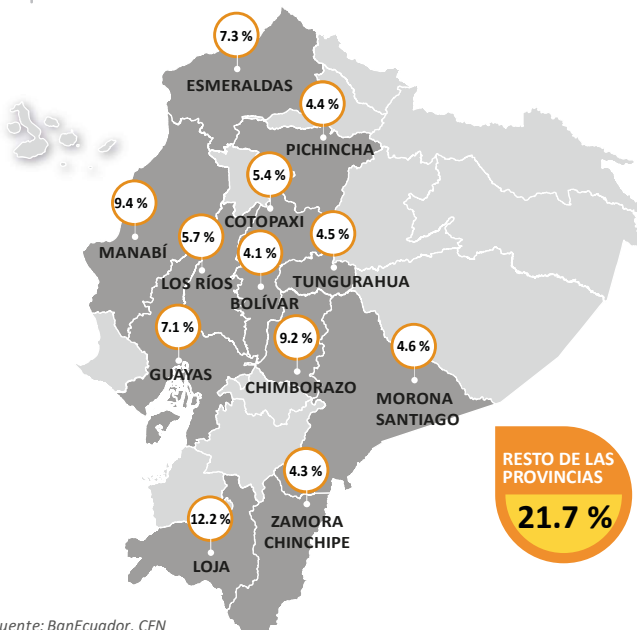 7.3 %
ESMERALDAS
4.4 %
PICHINCHA
5.4 %
COTOPAXI
9.4 %
MANABÍ
5.7 %
LOS RÍOS
4.1 %
BOLÍVAR
4.5 %
TUNGURAHUA
7.1 %
GUAYAS
9.2 %
CHIMBORAZO
4.6 %
MORONA
SANTIAGO
4.3 %
ZAMORA
CHINCHIPE
12.2 %
LOJA
RESTO DE LAS
PROVINCIAS
21.7 %
uente: BanEcuador, CFN